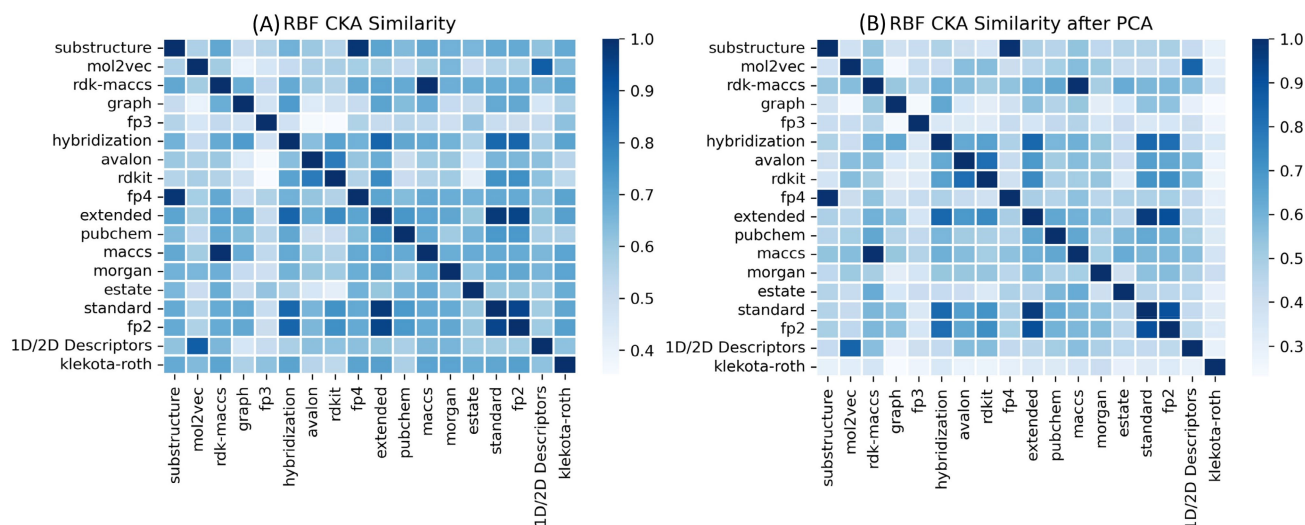 (A) RBF CKA Similarity
substructure
mol2vec
rdk-maccs
graph
fp3
hybridization
avalon
rdkit
fp4
extended
pubchem
maccs
morgan
estate
standard
fp2
1D/2D Descriptors
klekota-roth
substructure
mol2vec
rdk-maccs
graph
fp3
hybridization
avalon
rdkit
fp4
extended
pubchem
maccs
morgan
estate
standard
fp2
1D/2D Descriptors
klekota-roth
1.0
0.9
0.8
0.7
0.6
0.5
0.4
(B) RBF CKA Similarity after PCA
substructure
mol2vec
rdk-maccs
graph
fp3
hybridization
avalon
rdkit
fp4
extended
pubchem
maccs
morgan
estate
standard
fp2
1D/2D Descriptors
klekota-roth
substructure
mol2vec
rdk-maccs
graph
fp3
hybridization
avalon
rdkit
fp4
extended
pubchem
maccs
morgan
estate
standard
fp2
1D/2D Descriptors
klekota-roth
1.0
0.9
0.8
0.7
0.6
0.5
0.4
0.3